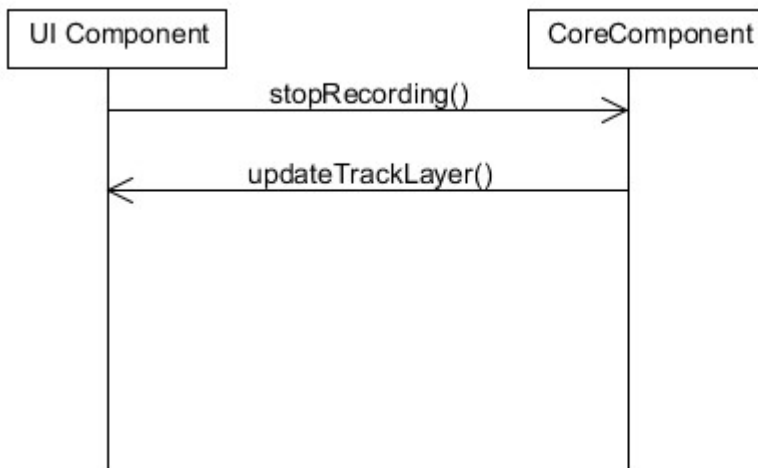 UI Component
CoreComponent
stopRecording()
updateTrackLayer()